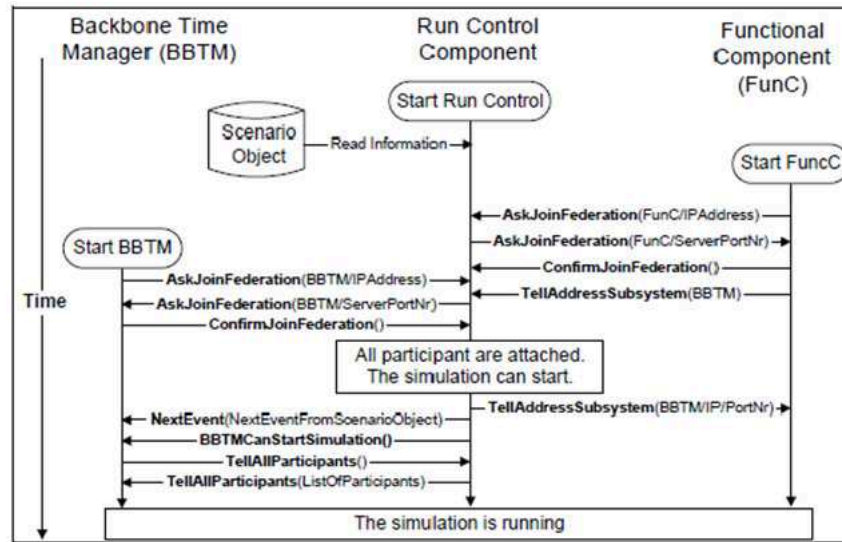 Backbone Time
Manager (BBTM)
Run Control
Component
Functional
Component
(FunC)
Start Run Control
Scenario
Object
Read Information
Start FuncC
AskJoinFederation(FunC/IPAddress)
Start BBTM
AskJoinFederation(FunC/ServerPortNr)
ConfirmJoinFederation()
AskJoinFederation(BBTM/IPAddress)
Time
AskJoinFederation(BBTM/ServerPortNr)
TellAddressSubsystem(BBTM)
ConfirmJoinFederation()
All participant are attached.
The simulation can start.
TellAddressSubsystem(BBTM/IP/PortNr)
NextEvent(NextEventFromScenarioObject)
BBTMCanStartSimulation()
TellAllParticipants()
TellAllParticipants(ListOfParticipants)
The simulation is running